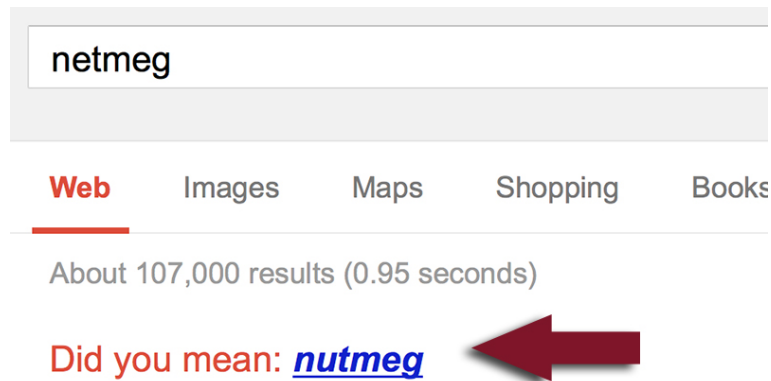 netmeg
Web Images Maps Shopping Books
About 107,000 results (0.95 seconds)
Did you mean: nutmeg